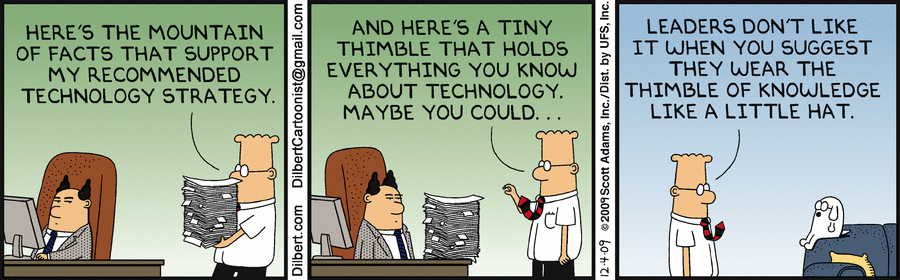 HERE'S THE MOUNTAIN
OF FACTS THAT SUPPORT
MY RECOMMENDED
TECHNOLOGY STRATEGY.
Dilbert.com DilbertCartoonist@gmail.com
AND HERE'S A TINY
THIMBLE THAT HOLDS
EVERYTHING YOU KNOW
ABOUT TECHNOLOGY.
MAYBE YOU COULD...
12-4-09 ©2009 Scott Adams, Inc./Dist. by UFS, Inc.
LEADERS DON'T LIKE
IT WHEN YOU SUGGEST
THEY WEAR THE
THIMBLE OF KNOWLEDGE
LIKE A LITTLE HAT.